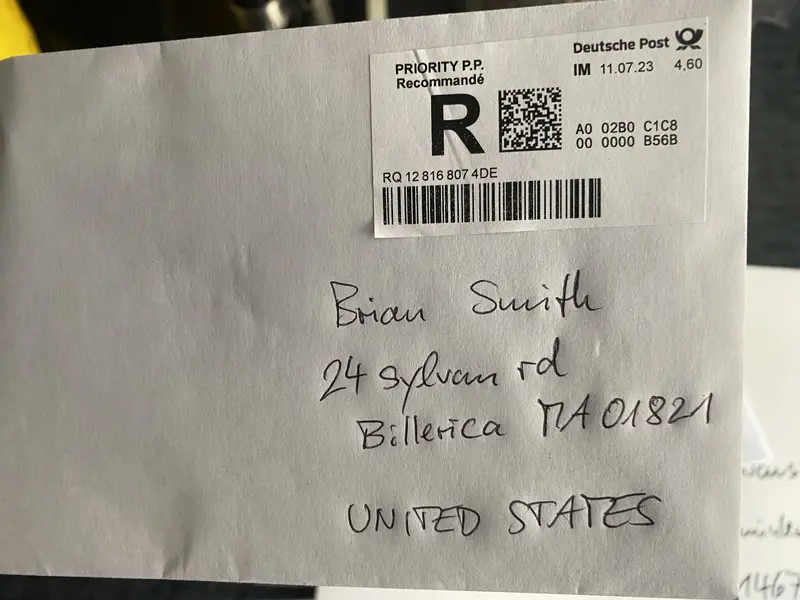 Deutsche Post
PRIORITY P.P.
Recommandé
IM 11.07.23 4,60
R
A0 02B0 C1C8
00 0000 B56B
RQ 12 816 807 4DE
Brian Smith
24 sylvan rd
Billerica MA 01821
UNITED STATES
1467